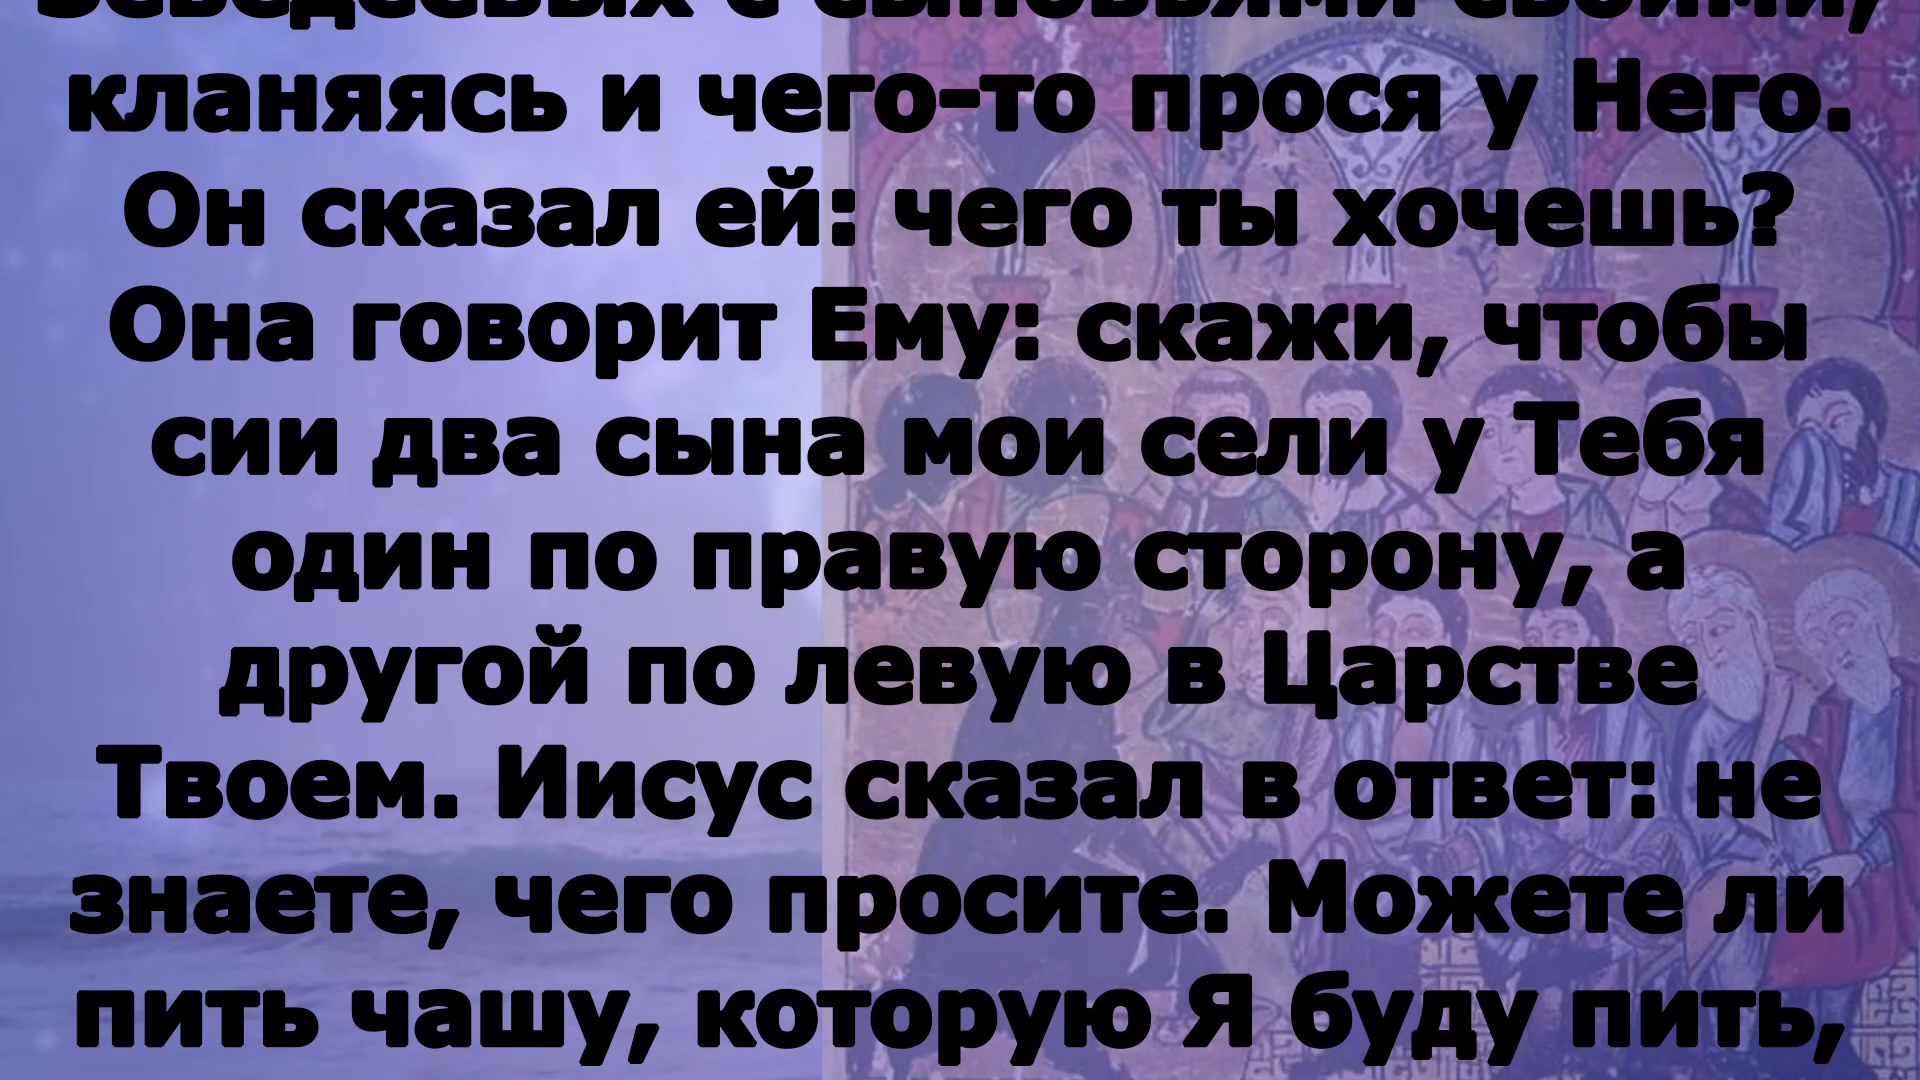 Зеведеевых с сыновьями своими,
кланяясь и чего-то прося у Него.
Он сказал ей: чего ты хочешь?
Она говорит Ему: скажи, чтобы
сии два сына мои сели у Тебя
один по правую сторону, а
другой по левую в Царстве
Твоем. Иисус сказал в ответ: не
знаете, чего просите. Можете ли
пить чашу, которую Я буду пить,